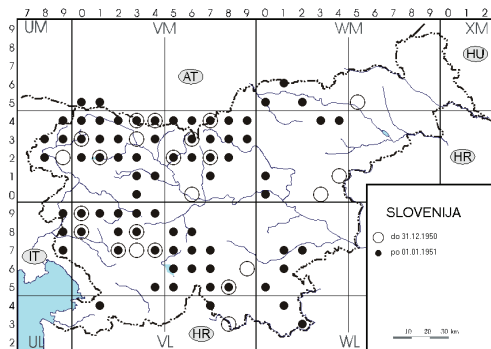 7 8 9 0 1 2 3 4 5 6 7 8 9 0 1 2 3 4 5 6 7 8 9 0 1 2
9 UM VM WM XM
8 HU
7 AT
6
5
4
3
2 HR
1
0
9 SLOVENIJA
8 do 31.12.1950
7 IT po 01.01.1951
6
5
4
3 HR 10 20 30 km
2 UL VL WL